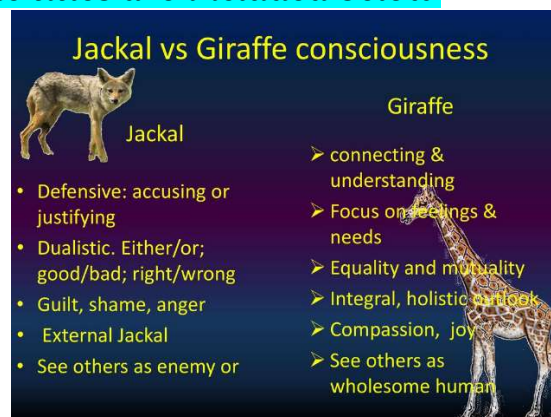 Jackal vs Giraffe consciousness
Jackal
• Defensive: accusing or
justifying
• Dualistic. Either/or;
good/bad; right/wrong
• Guilt, shame, anger
• External Jackal
• See others as enemy or
Giraffe
➤ connecting &
understanding
➤ Focus on feelings &
needs
➤ Equality and mutuality
➤ Integral, holistic outlook
➤ Compassion, joy
➤ See others as
wholesome human